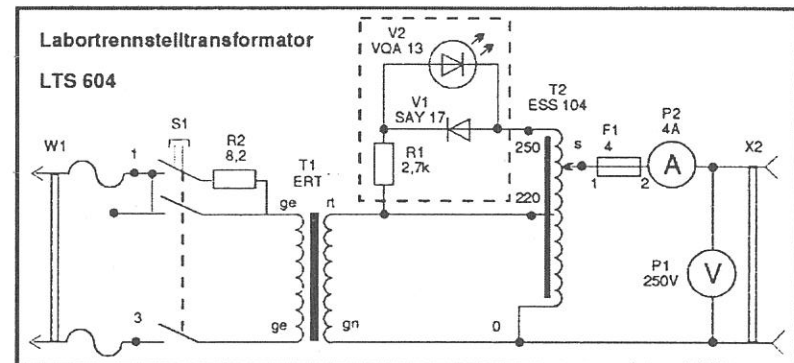 Labortrennstelltransformator
LTS 604
V2
VQA 13
V1
SAY 17
T2
ESS 104
P2
4A
W1
S1
R2
8,2
R1
2,7k
T1
ERT
250
220
s
F1
4
1
2
A
X2
1
ge
rt
P1
250V
V
3
ge
gn
0